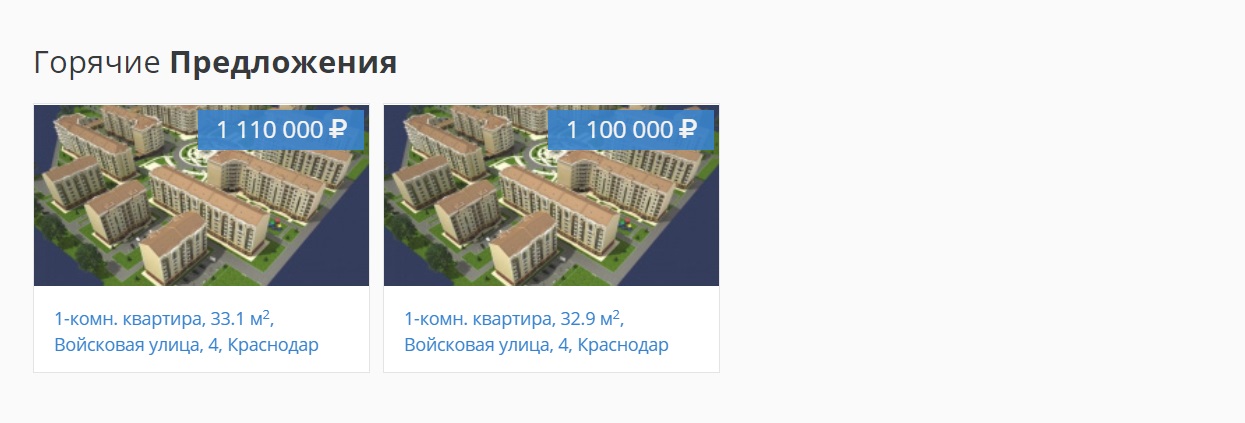 Горячие Предложения
1 110 000 ₽
1-комн. квартира, 33.1 м²,
Войсковая улица, 4, Краснодар
1 100 000 ₽
1-комн. квартира, 32.9 м²,
Войсковая улица, 4, Краснодар